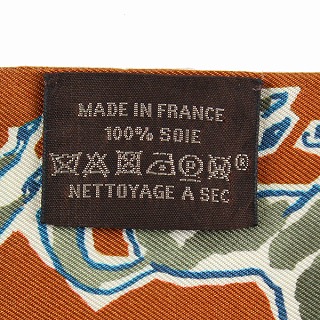 MADE IN FRANCE
100% SOIE
®
NETTOYAGE A SEC